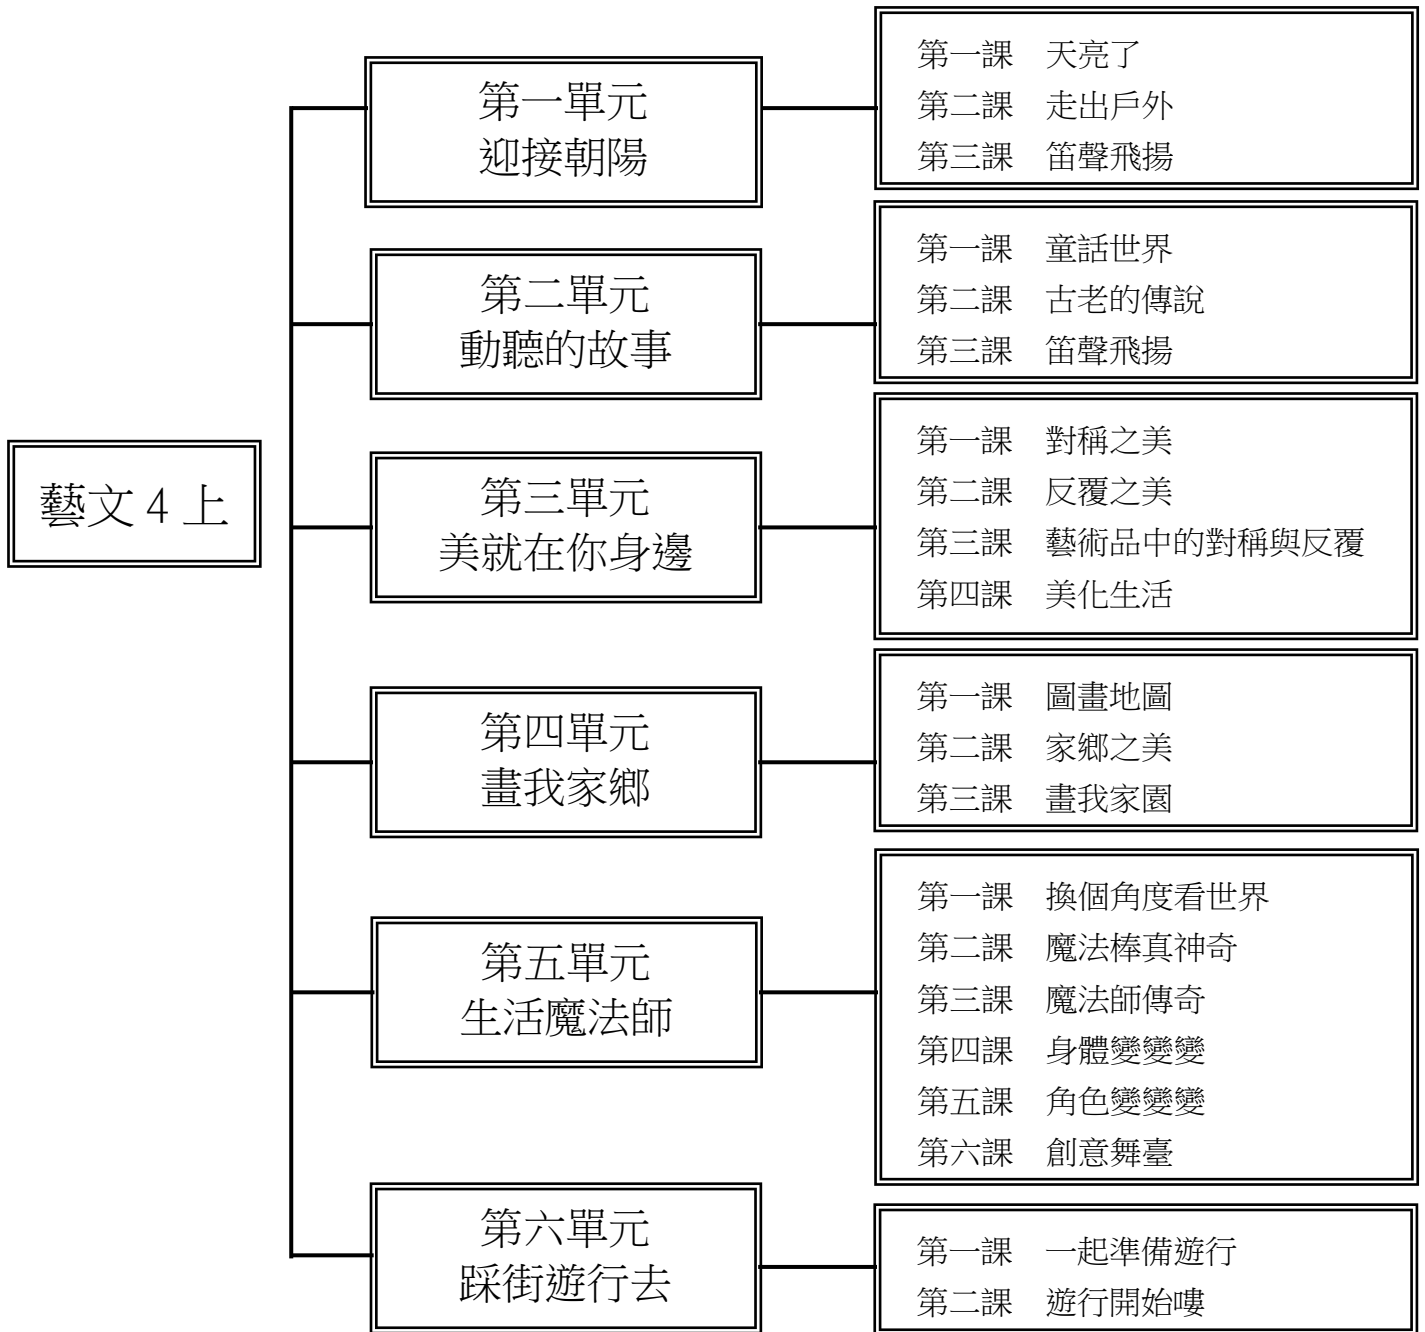 藝文 4 上
第一單元
迎接朝陽
第一課 天亮了
第二課 走出戶外
第三課 笛聲飛揚
第二單元
動聽的故事
第一課 童話世界
第二課 古老的傳說
第三課 笛聲飛揚
第三單元
美就在你身邊
第一課 對稱之美
第二課 反覆之美
第三課 藝術品中的對稱與反覆
第四課 美化生活
第四單元
畫我家鄉
第一課 圖畫地圖
第二課 家鄉之美
第三課 畫我家園
第五單元
生活魔法師
第一課 換個角度看世界
第二課 魔法棒真神奇
第三課 魔法師傳奇
第四課 身體變變變
第五課 角色變變變
第六課 創意舞臺
第六單元
踩街遊行去
第一課 一起準備遊行
第二課 遊行開始嘍